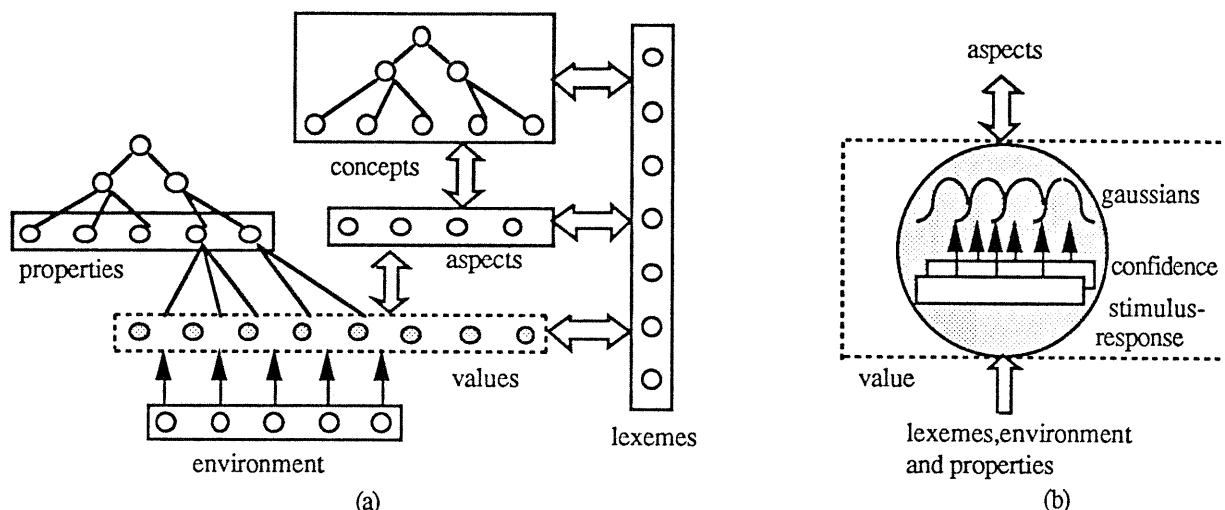 concepts
properties
aspects
values
environment
lexemes
(a)
aspects
gaussians
confidence
stimulus-
response
value
lexemes,environment
and properties
(b)